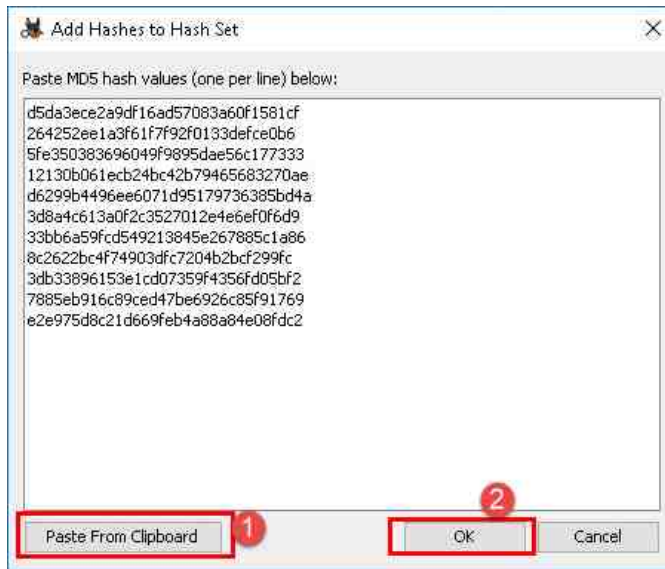 Add Hashes to Hash Set
Paste MD5 hash values (one per line) below:
d5da3ece2a9df16ad57083a60f1581cf
264252ee1a3f61f7f92f0133defce0b6
5fe350383696049f9895dae56c177333
12130b061ecb24bc42b79465683270ae
d6299b4496ee6071d95179736385bd4a
3d8a4c613a0f2c3527012e4e6ef0f6d9
33bb6a59fcd549213845e267885c1a86
8c2622bc4f74903dfc7204b2bcf299fc
3db33896153e1cd07359f4356fd05bf2
7885eb916c89ced47be6926c85f91769
e2e975d8c21d669feb4a88a84e08fdc2
2
Paste From Clipboard 1 OK Cancel